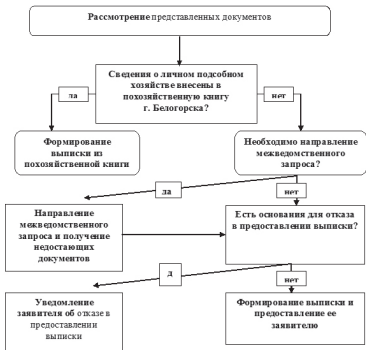 Рассмотрение представленных документов
Сведения о личном подсобном
хозяйстве внесены в
похозяйственную книгу
г. Белогорска?
да
нет
Формирование
выписки из
похозяйственной книги
Необходимо направление
межведомственного
запроса?
да
нет
Направление
межведомственного
запроса и получение
недостающих
документов
Есть основания для отказа
в предоставлении выписки?
д
нет
Уведомление
заявителя об отказе в
предоставлении
выписки
Формирование выписки и
предоставление ее
заявителю